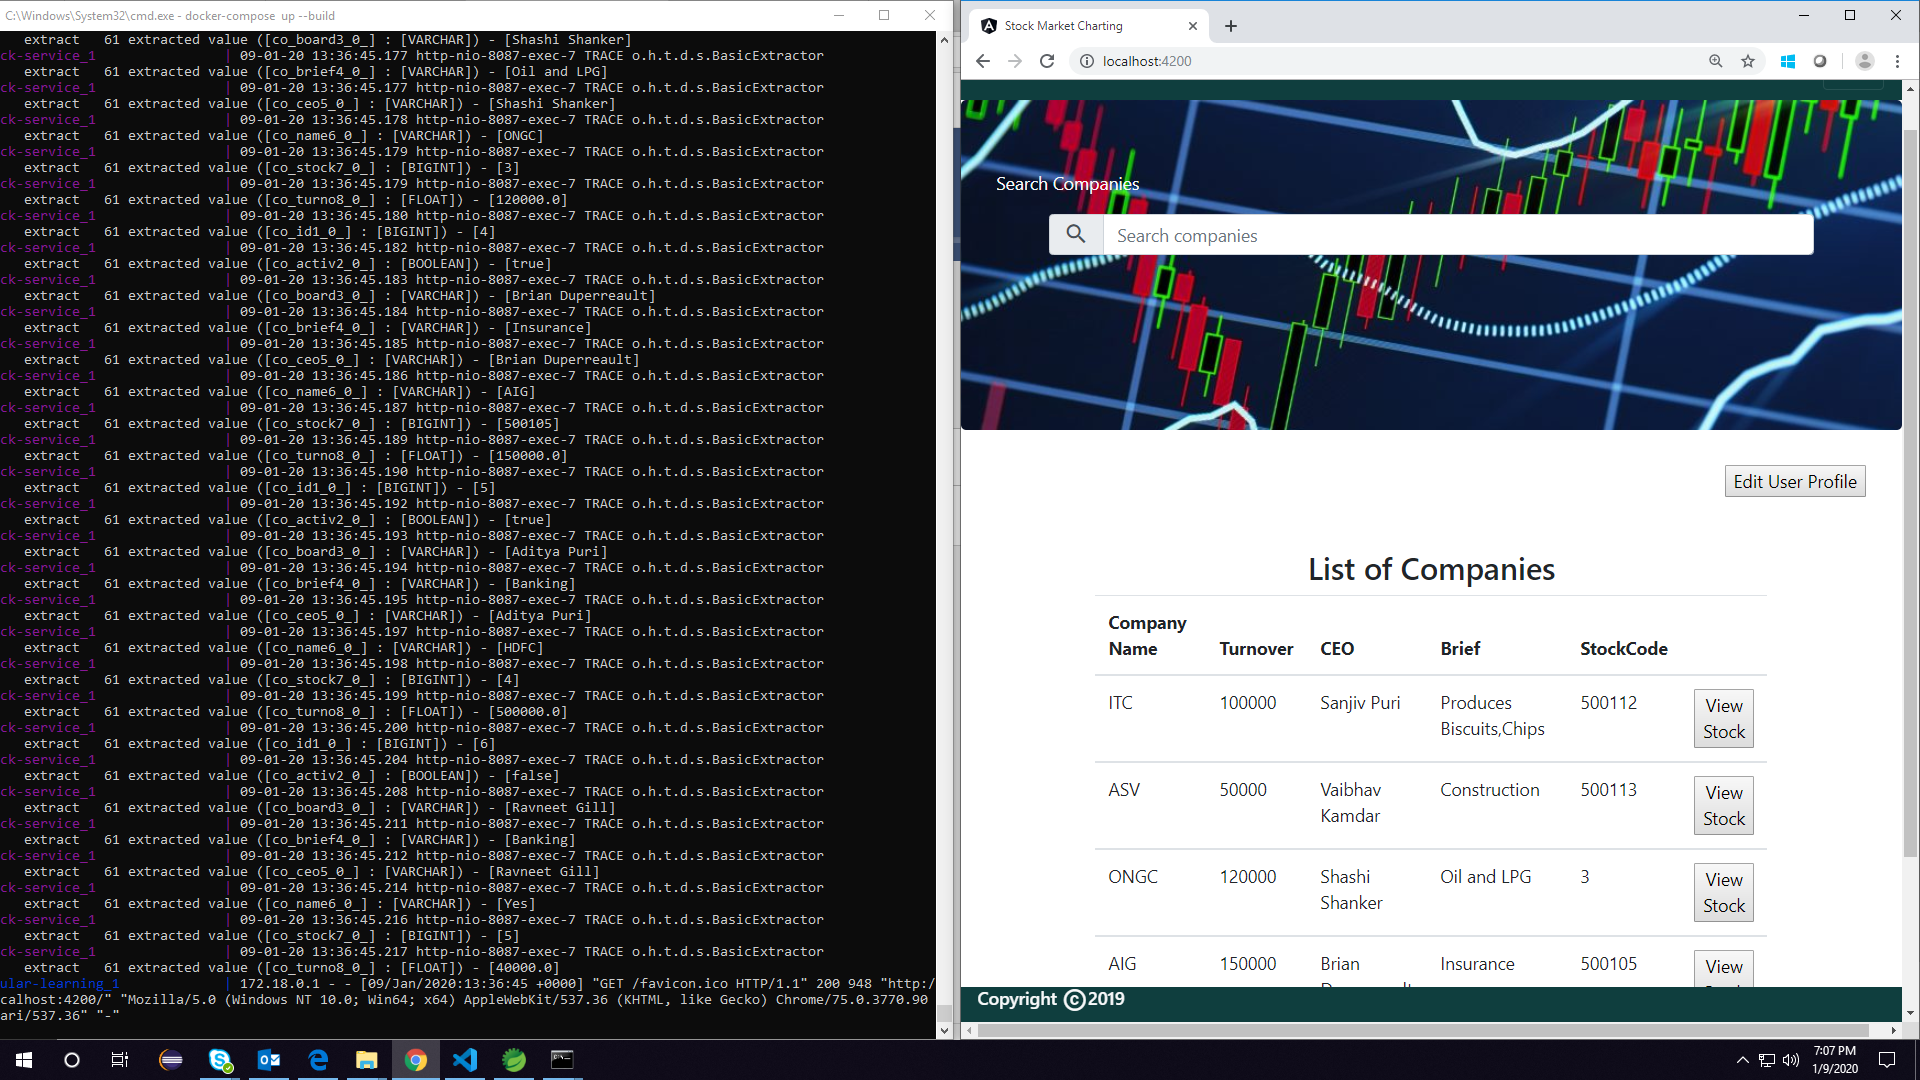 C:\Windows\System32\cmd.exe - docker-compose  up --build
extract   61 extracted value ([co_board3_0_] : [VARCHAR]) - [Shashi Shanker]
ck-service_1                | 09-01-20 13:36:45.177 http-nio-8087-exec-7 TRACE o.h.t.d.s.BasicExtractor
extract   61 extracted value ([co_brief4_0_] : [VARCHAR]) - [Oil and LPG]
ck-service_1                | 09-01-20 13:36:45.177 http-nio-8087-exec-7 TRACE o.h.t.d.s.BasicExtractor
extract   61 extracted value ([co_ceo5_0_] : [VARCHAR]) - [Shashi Shanker]
ck-service_1                | 09-01-20 13:36:45.178 http-nio-8087-exec-7 TRACE o.h.t.d.s.BasicExtractor
extract   61 extracted value ([co_name6_0_] : [VARCHAR]) - [ONGC]
ck-service_1                | 09-01-20 13:36:45.179 http-nio-8087-exec-7 TRACE o.h.t.d.s.BasicExtractor
extract   61 extracted value ([co_stock7_0_] : [BIGINT]) - [3]
ck-service_1                | 09-01-20 13:36:45.179 http-nio-8087-exec-7 TRACE o.h.t.d.s.BasicExtractor
extract   61 extracted value ([co_turno8_0_] : [FLOAT]) - [120000.0]
ck-service_1                | 09-01-20 13:36:45.180 http-nio-8087-exec-7 TRACE o.h.t.d.s.BasicExtractor
extract   61 extracted value ([co_id1_0_] : [BIGINT]) - [4]
ck-service_1                | 09-01-20 13:36:45.182 http-nio-8087-exec-7 TRACE o.h.t.d.s.BasicExtractor
extract   61 extracted value ([co_activ2_0_] : [BOOLEAN]) - [true]
ck-service_1                | 09-01-20 13:36:45.183 http-nio-8087-exec-7 TRACE o.h.t.d.s.BasicExtractor
extract   61 extracted value ([co_board3_0_] : [VARCHAR]) - [Brian Duperreault]
ck-service_1                | 09-01-20 13:36:45.184 http-nio-8087-exec-7 TRACE o.h.t.d.s.BasicExtractor
extract   61 extracted value ([co_brief4_0_] : [VARCHAR]) - [Insurance]
ck-service_1                | 09-01-20 13:36:45.185 http-nio-8087-exec-7 TRACE o.h.t.d.s.BasicExtractor
extract   61 extracted value ([co_ceo5_0_] : [VARCHAR]) - [Brian Duperreault]
ck-service_1                | 09-01-20 13:36:45.186 http-nio-8087-exec-7 TRACE o.h.t.d.s.BasicExtractor
extract   61 extracted value ([co_name6_0_] : [VARCHAR]) - [AIG]
ck-service_1                | 09-01-20 13:36:45.187 http-nio-8087-exec-7 TRACE o.h.t.d.s.BasicExtractor
extract   61 extracted value ([co_stock7_0_] : [BIGINT]) - [500105]
ck-service_1                | 09-01-20 13:36:45.189 http-nio-8087-exec-7 TRACE o.h.t.d.s.BasicExtractor
extract   61 extracted value ([co_turno8_0_] : [FLOAT]) - [150000.0]
ck-service_1                | 09-01-20 13:36:45.190 http-nio-8087-exec-7 TRACE o.h.t.d.s.BasicExtractor
extract   61 extracted value ([co_id1_0_] : [BIGINT]) - [5]
ck-service_1                | 09-01-20 13:36:45.192 http-nio-8087-exec-7 TRACE o.h.t.d.s.BasicExtractor
extract   61 extracted value ([co_activ2_0_] : [BOOLEAN]) - [true]
ck-service_1                | 09-01-20 13:36:45.193 http-nio-8087-exec-7 TRACE o.h.t.d.s.BasicExtractor
extract   61 extracted value ([co_board3_0_] : [VARCHAR]) - [Aditya Puri]
ck-service_1                | 09-01-20 13:36:45.194 http-nio-8087-exec-7 TRACE o.h.t.d.s.BasicExtractor
extract   61 extracted value ([co_brief4_0_] : [VARCHAR]) - [Banking]
ck-service_1                | 09-01-20 13:36:45.195 http-nio-8087-exec-7 TRACE o.h.t.d.s.BasicExtractor
extract   61 extracted value ([co_ceo5_0_] : [VARCHAR]) - [Aditya Puri]
ck-service_1                | 09-01-20 13:36:45.197 http-nio-8087-exec-7 TRACE o.h.t.d.s.BasicExtractor
extract   61 extracted value ([co_name6_0_] : [VARCHAR]) - [HDFC]
ck-service_1                | 09-01-20 13:36:45.198 http-nio-8087-exec-7 TRACE o.h.t.d.s.BasicExtractor
extract   61 extracted value ([co_stock7_0_] : [BIGINT]) - [4]
ck-service_1                | 09-01-20 13:36:45.199 http-nio-8087-exec-7 TRACE o.h.t.d.s.BasicExtractor
extract   61 extracted value ([co_turno8_0_] : [FLOAT]) - [500000.0]
ck-service_1                | 09-01-20 13:36:45.200 http-nio-8087-exec-7 TRACE o.h.t.d.s.BasicExtractor
extract   61 extracted value ([co_id1_0_] : [BIGINT]) - [6]
ck-service_1                | 09-01-20 13:36:45.204 http-nio-8087-exec-7 TRACE o.h.t.d.s.BasicExtractor
extract   61 extracted value ([co_activ2_0_] : [BOOLEAN]) - [false]
ck-service_1                | 09-01-20 13:36:45.208 http-nio-8087-exec-7 TRACE o.h.t.d.s.BasicExtractor
extract   61 extracted value ([co_board3_0_] : [VARCHAR]) - [Ravneet Gill]
ck-service_1                | 09-01-20 13:36:45.211 http-nio-8087-exec-7 TRACE o.h.t.d.s.BasicExtractor
extract   61 extracted value ([co_brief4_0_] : [VARCHAR]) - [Banking]
ck-service_1                | 09-01-20 13:36:45.212 http-nio-8087-exec-7 TRACE o.h.t.d.s.BasicExtractor
extract   61 extracted value ([co_ceo5_0_] : [VARCHAR]) - [Ravneet Gill]
ck-service_1                | 09-01-20 13:36:45.214 http-nio-8087-exec-7 TRACE o.h.t.d.s.BasicExtractor
extract   61 extracted value ([co_name6_0_] : [VARCHAR]) - [Yes]
ck-service_1                | 09-01-20 13:36:45.216 http-nio-8087-exec-7 TRACE o.h.t.d.s.BasicExtractor
extract   61 extracted value ([co_stock7_0_] : [BIGINT]) - [5]
ck-service_1                | 09-01-20 13:36:45.217 http-nio-8087-exec-7 TRACE o.h.t.d.s.BasicExtractor
extract   61 extracted value ([co_turno8_0_] : [FLOAT]) - [40000.0]
ular-learning_1             | 172.18.0.1 - - [09/Jan/2020:13:36:45 +0000] "GET /favicon.ico HTTP/1.1" 200 948 "http:/
calhost:4200/" "Mozilla/5.0 (Windows NT 10.0; Win64; x64) AppleWebKit/537.36 (KHTML, like Gecko) Chrome/75.0.3770.90
ari/537.36" "-"
Stock Market Charting
localhost:4200
Search Companies
Search companies
Edit User Profile
List of Companies
Company Name Turnover CEO Brief StockCode
ITC 100000 Sanjiv Puri Produces Biscuits,Chips 500112 View Stock
ASV 50000 Vaibhav Kamdar Construction 500113 View Stock
ONGC 120000 Shashi Shanker Oil and LPG 3 View Stock
AIG 150000 Brian Insurance 500105 View
Copyright ©2019
7:07 PM
1/9/2020